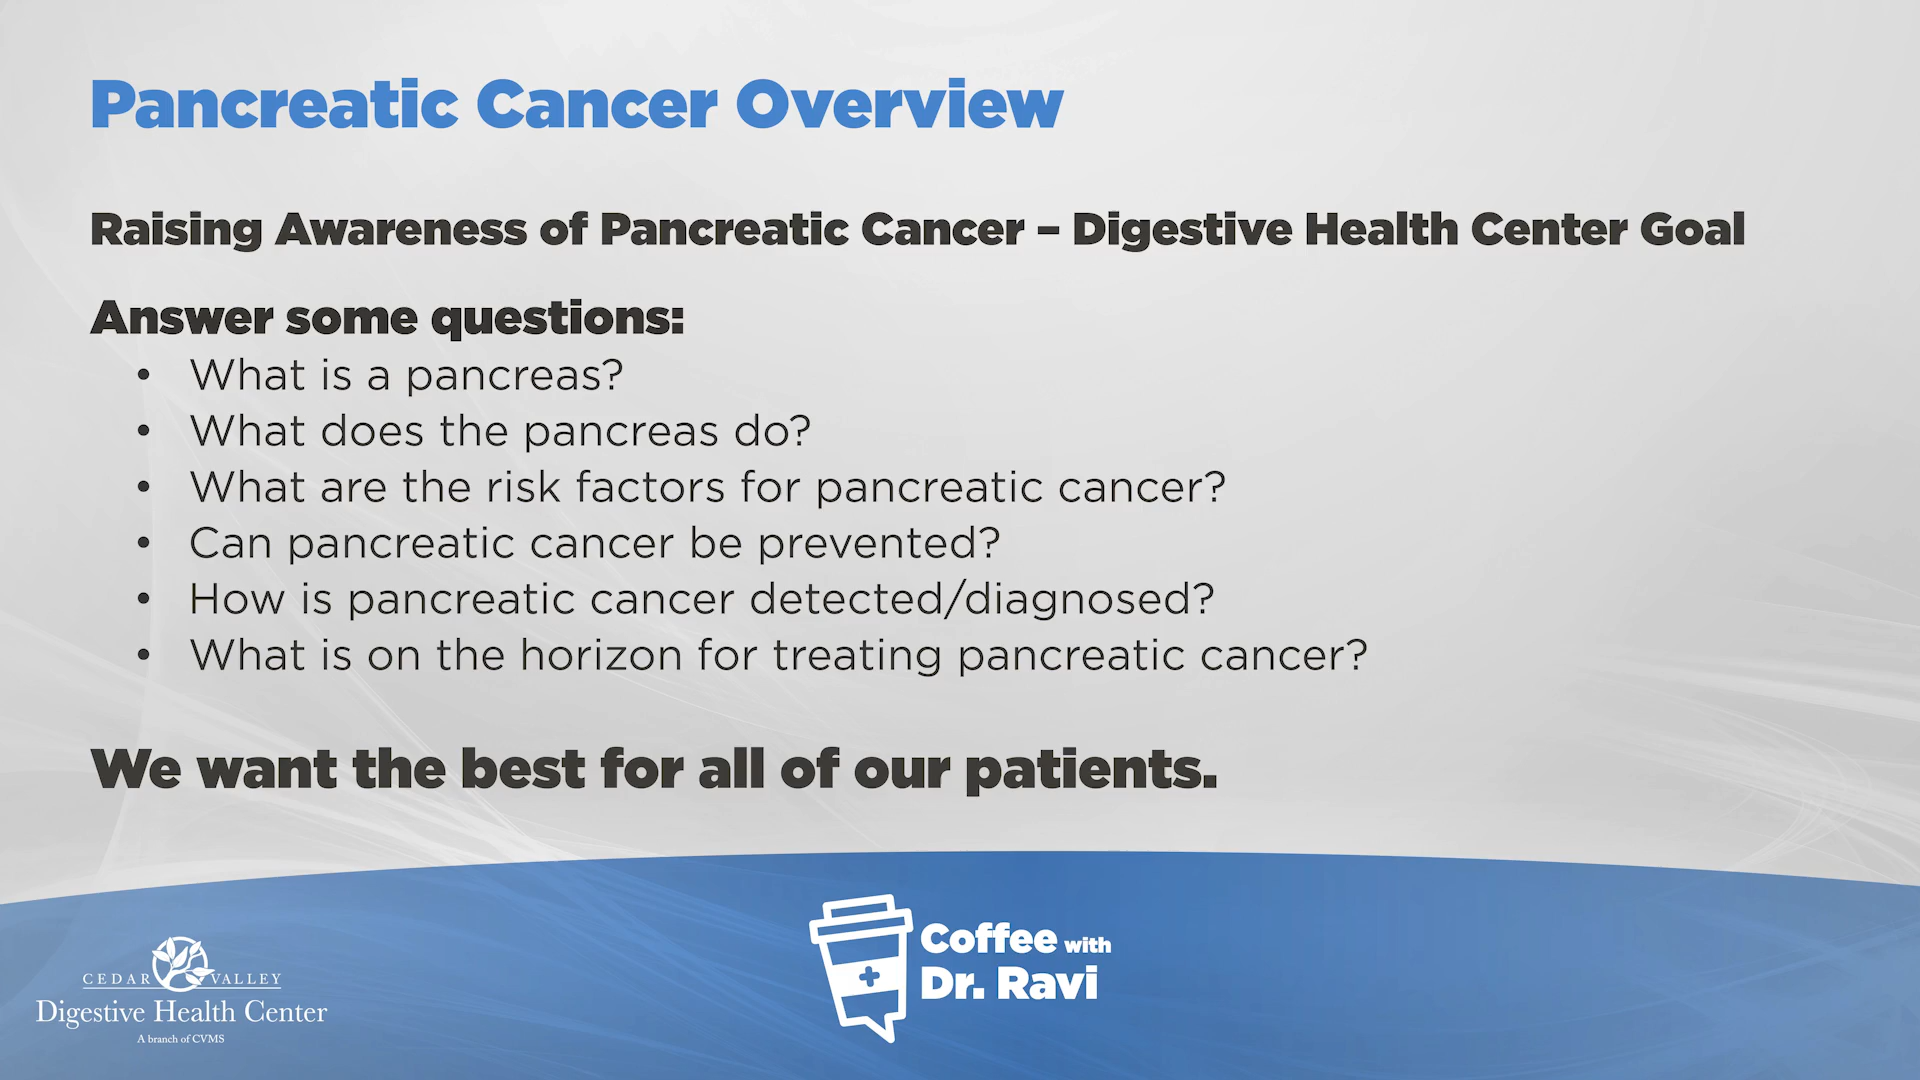 Pancreatic Cancer Overview
Raising Awareness of Pancreatic Cancer – Digestive Health Center Goal
Answer some questions:
• What is a pancreas?
• What does the pancreas do?
• What are the risk factors for pancreatic cancer?
• Can pancreatic cancer be prevented?
• How is pancreatic cancer detected/diagnosed?
• What is on the horizon for treating pancreatic cancer?
We want the best for all of our patients.
CEDAR VALLEY
Digestive Health Center
A branch of CVMS
Coffee with
Dr. Ravi